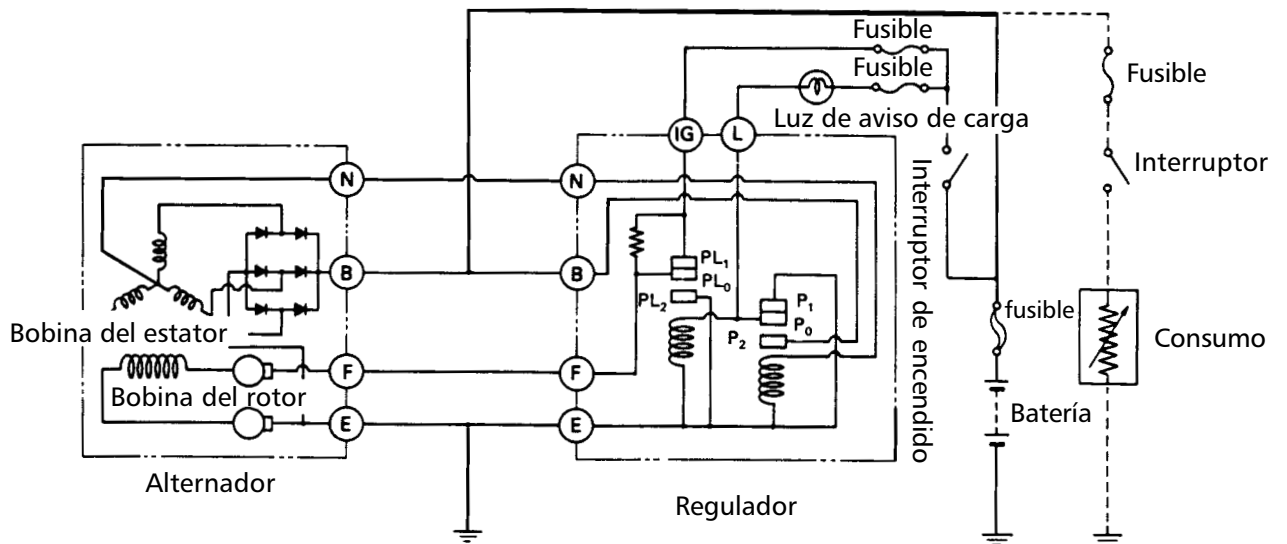 Fusible
Fusible
Fusible
Luz de aviso de carga
IG
L
Interruptor
N
N
Interruptor de encendido
B
B
PL₁
PL₀
PL₂
P₁
P₀
P₂
fusible
Bobina del estator
Consumo
F
F
Bobina del rotor
Batería
E
E
Alternador
Regulador